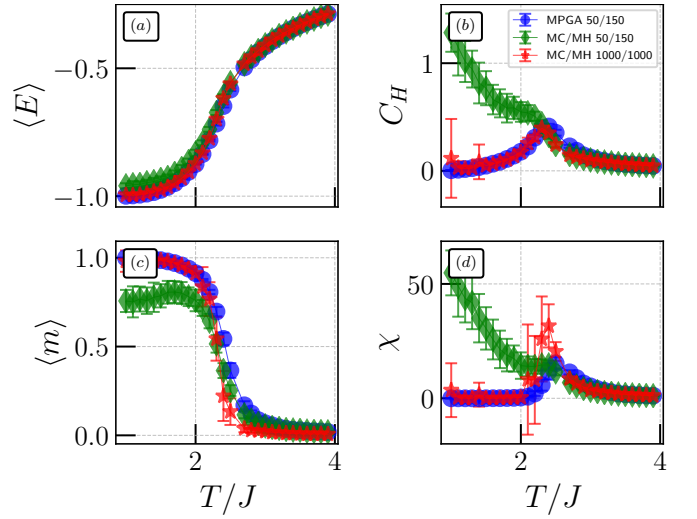 (a)
−0.5
−1.0
⟨E⟩
(b)
MPGA 50/150
MC/MH 50/150
MC/MH 1000/1000
1
0
C_H
(c)
1.0
0.5
0.0
⟨m⟩
2
4
T/J
(d)
50
0
χ
2
4
T/J